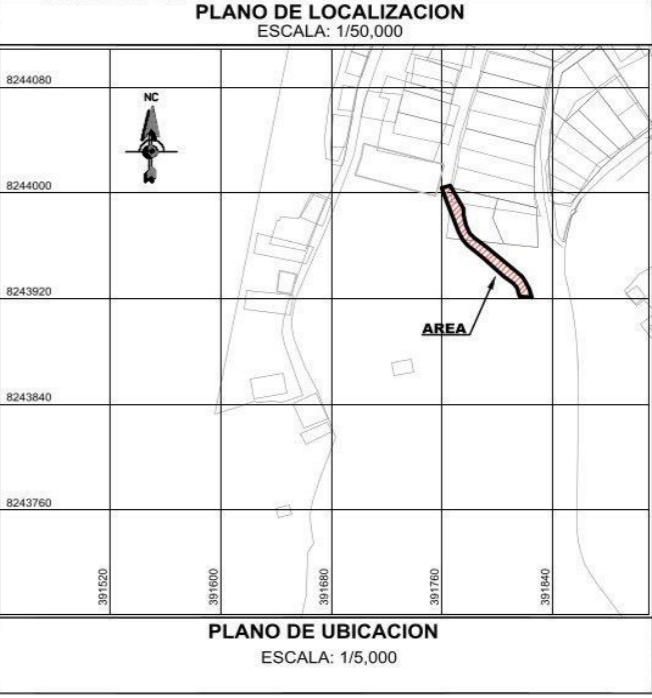 PLANO DE LOCALIZACION
ESCALA: 1/50,000
8244080
NC
8244000
8243920
AREA
8243840
8243760
391520
391600
391680
391760
391840
PLANO DE UBICACION
ESCALA: 1/5,000